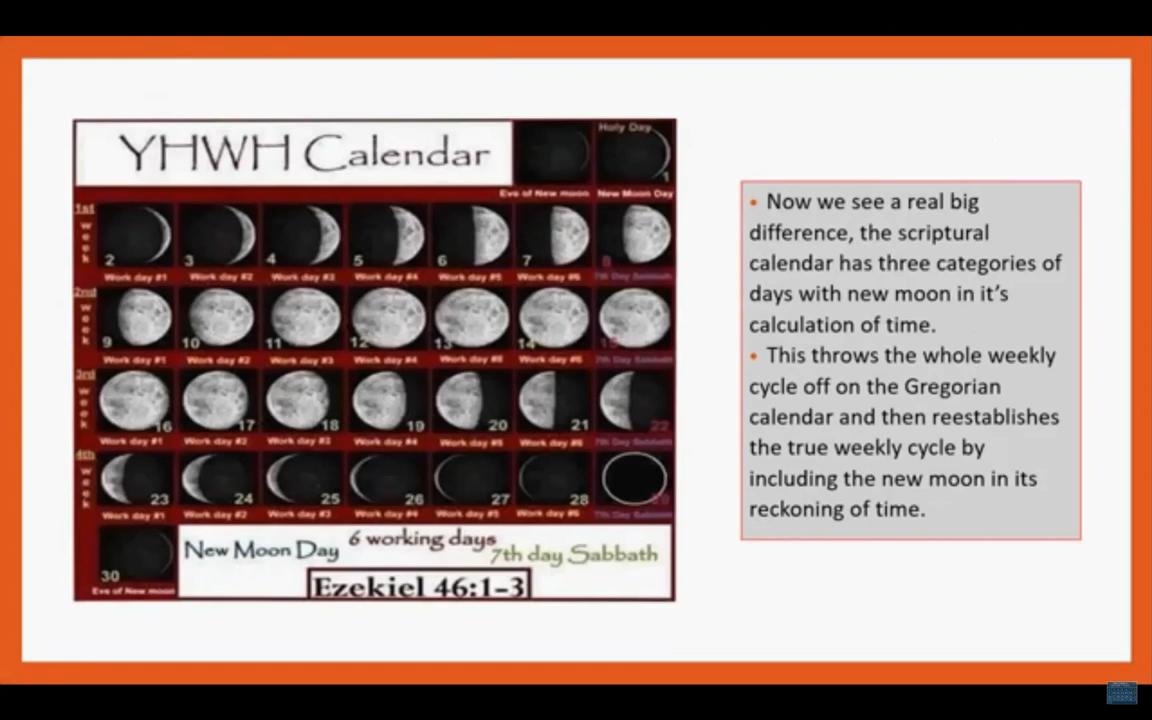 YHWH Calendar
Holy Day
1
Eve of New moon New Moon Day
1st week
2 3 4 5 6 7 8
Work day #1 Work day #2 Work day #3 Work day #4 Work day #5 Work day #6 7th Day Sabbath
2nd week
9 10 11 12 13 14 15
Work day #1 Work day #2 Work day #3 Work day #4 Work day #5 Work day #6 7th Day Sabbath
3rd week
16 17 18 19 20 21 22
Work day #1 Work day #2 Work day #3 Work day #4 Work day #5 Work day #6 7th Day Sabbath
4th week
23 24 25 26 27 28 29
Work day #1 Work day #2 Work day #3 Work day #4 Work day #5 Work day #6 7th Day Sabbath
30
Eve of New moon
New Moon Day 6 working days 7th day Sabbath
Ezekiel 46:1-3
• Now we see a real big
difference, the scriptural
calendar has three categories of
days with new moon in it’s
calculation of time.
• This throws the whole weekly
cycle off on the Gregorian
calendar and then reestablishes
the true weekly cycle by
including the new moon in its
reckoning of time.